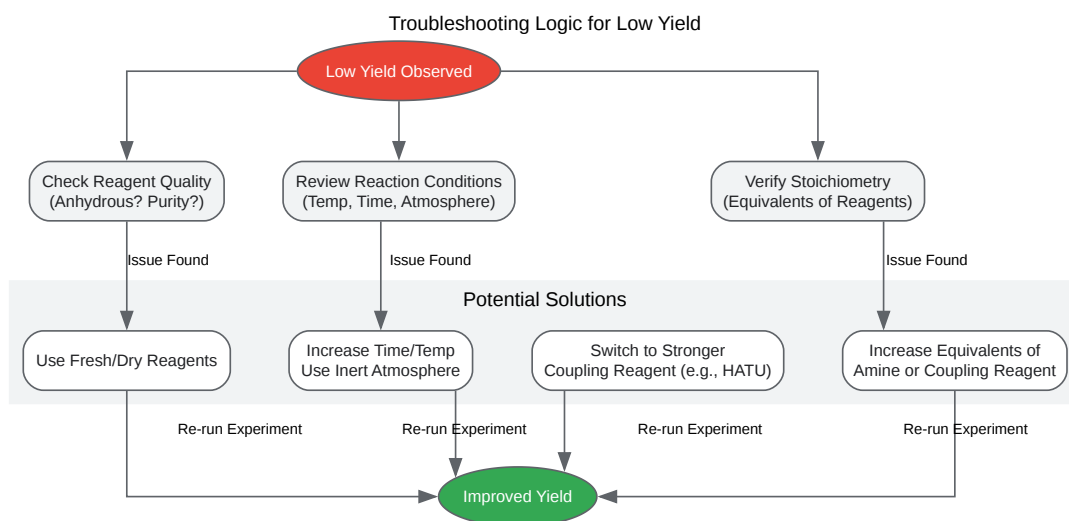 Troubleshooting Logic for Low Yield
Low Yield Observed
Check Reagent Quality
(Anhydrous? Purity?)
Review Reaction Conditions
(Temp, Time, Atmosphere)
Verify Stoichiometry
(Equivalents of Reagents)
Issue Found
Issue Found
Issue Found
Potential Solutions
Use Fresh/Dry Reagents
Increase Time/Temp
Use Inert Atmosphere
Switch to Stronger
Coupling Reagent (e.g., HATU)
Increase Equivalents of
Amine or Coupling Reagent
Re-run Experiment
Re-run Experiment
Re-run Experiment
Re-run Experiment
Improved Yield